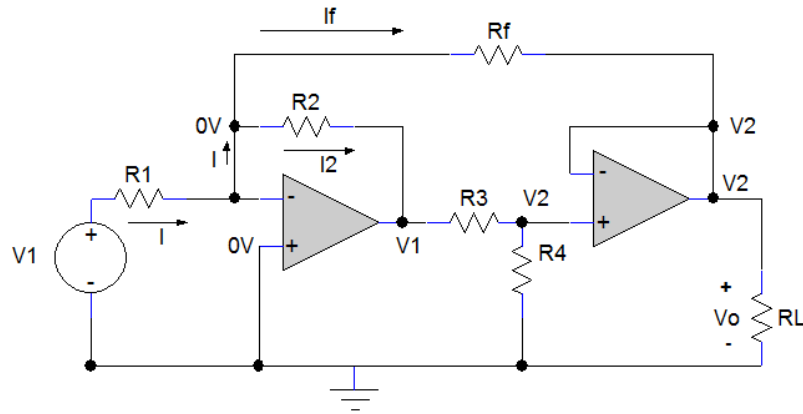 If
Rf
R2
0V
I2
I
V2
R1
I
-
+
0V
V1
R3
V2
R4
-
+
V2
V1
+
-
+
Vo
-
RL